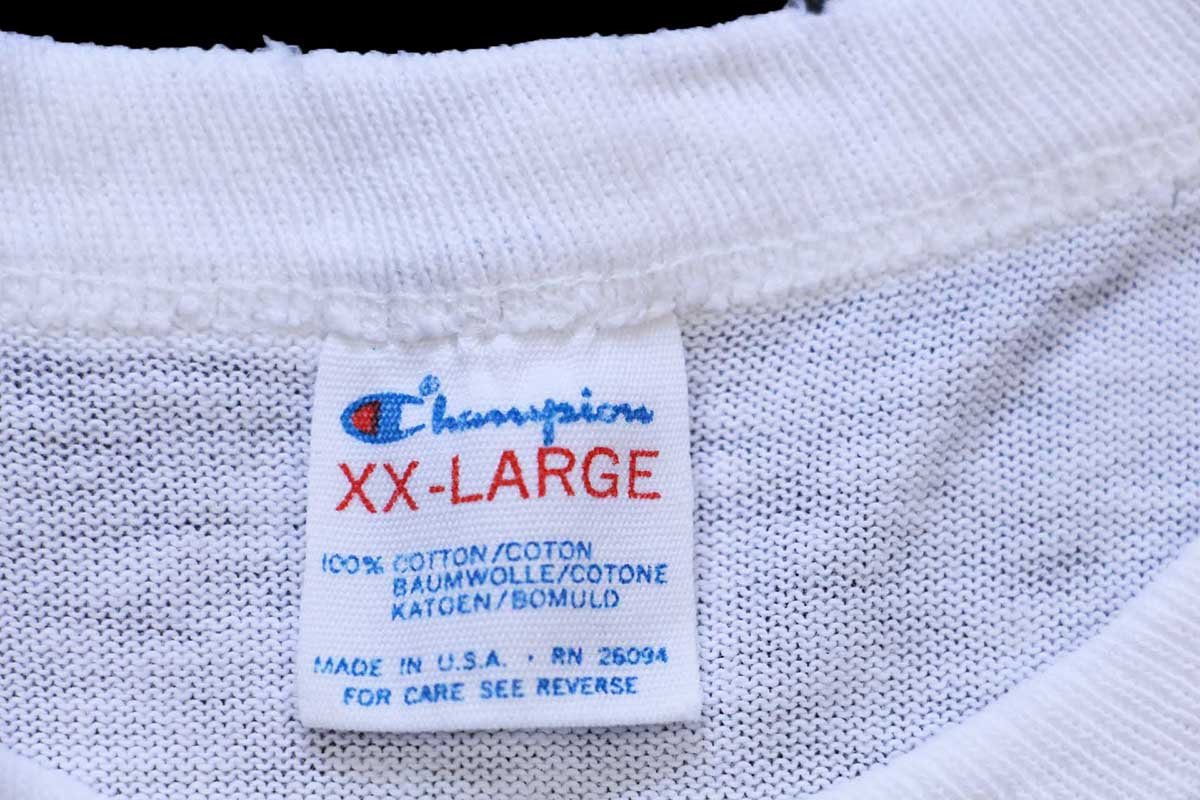 Champion®
XX-LARGE
100% COTTON/COTON
BAUMWOLLE/COTONE
KATOEN/BOMULD
MADE IN U.S.A. · RN 26094
FOR CARE SEE REVERSE